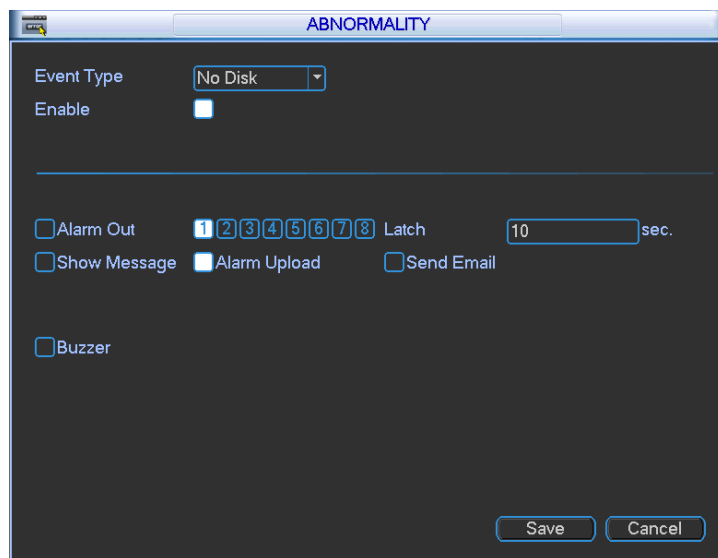 ABNORMALITY
Event Type No Disk
Enable
Alarm Out 1 2 3 4 5 6 7 8 Latch 10 sec.
Show Message Alarm Upload Send Email
Buzzer
Save Cancel